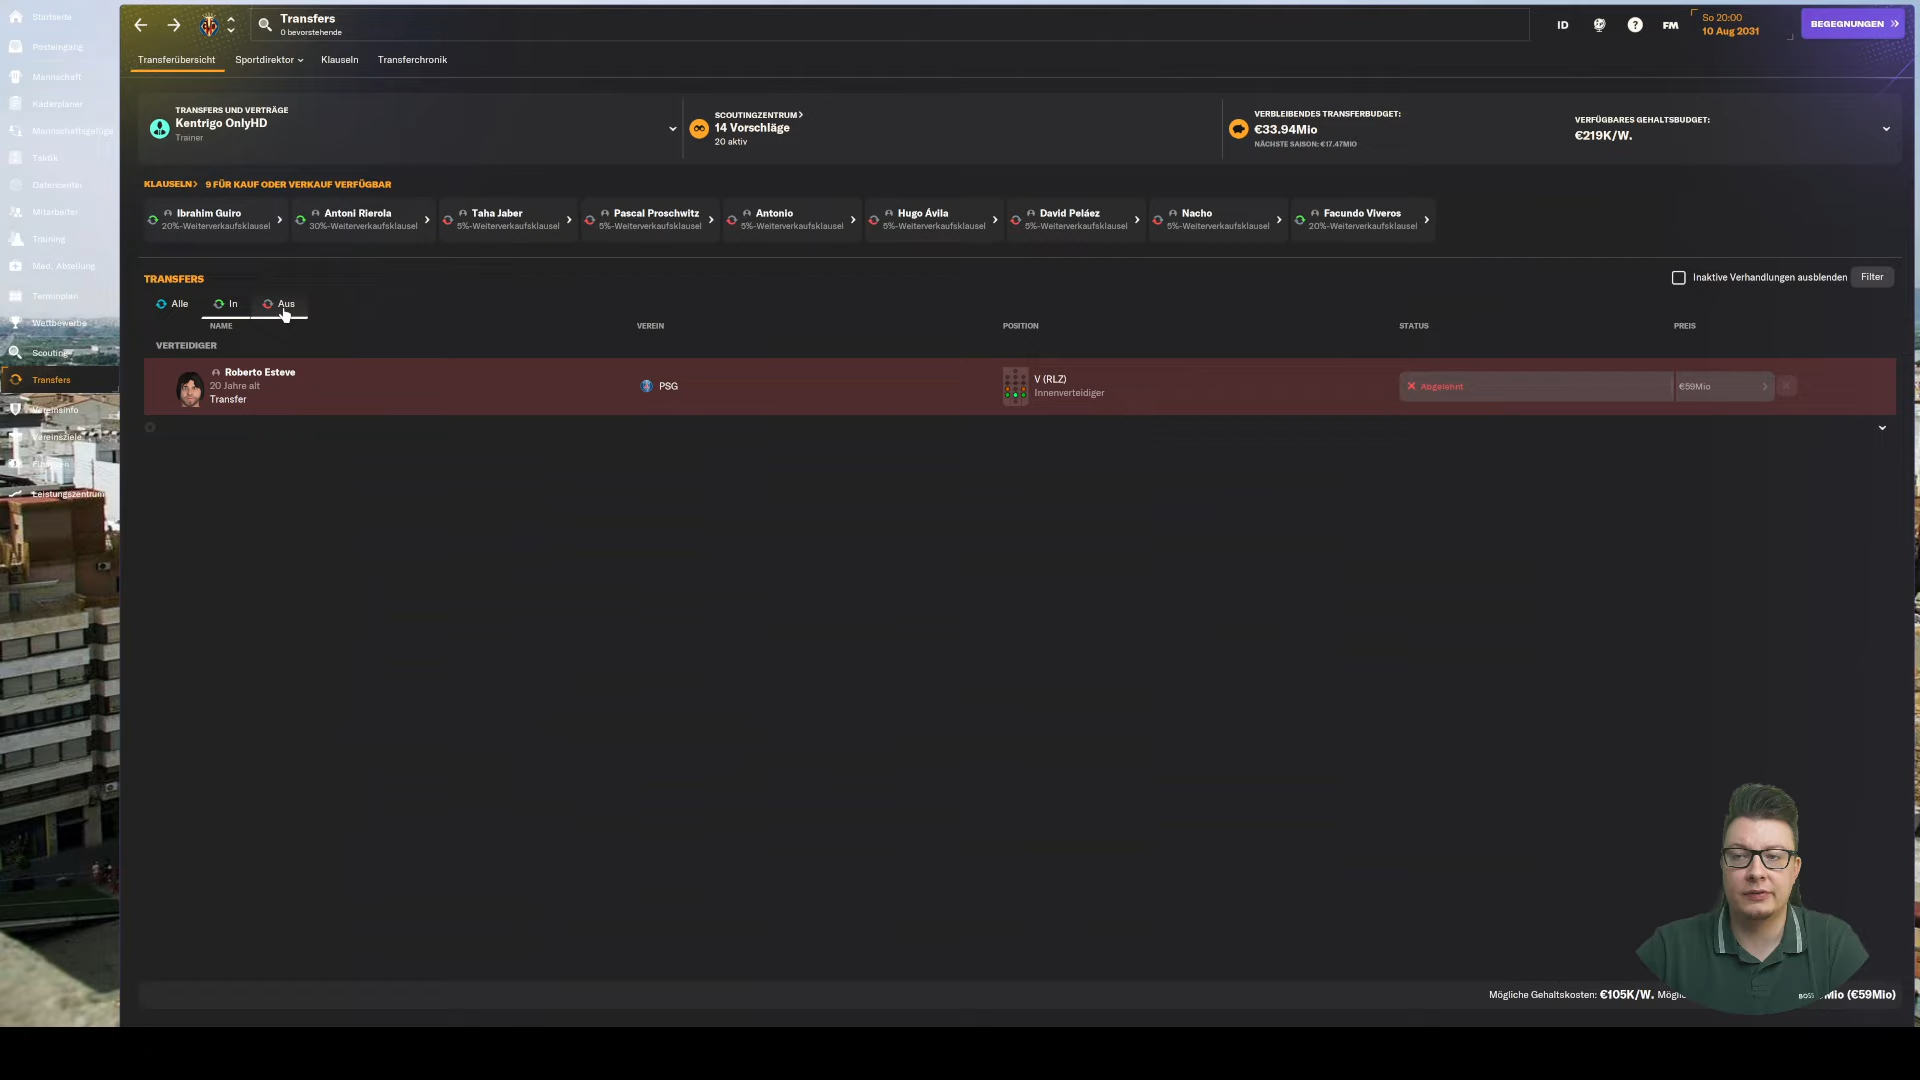 Startseite
Posteingang
Mannschaft
Kaderplaner
Mannschaftsgefüge
Taktik
Datencenter
Mitarbeiter
Training
Med. Abteilung
Terminplan
Wettbewerbe
Scouting
Transfers
Vereinsinfo
Vereinsziele
Finanzen
Leistungszentrum
Transfers
0 bevorstehende
ID
FM
So 20:00
10 Aug 2031
BEGEGNUNGEN
Transferübersicht
Sportdirektor
Klauseln
Transferchronik
TRANSFERS UND VERTRÄGE
Kentrigo OnlyHD
Trainer
SCOUTINGZENTRUM
14 Vorschläge
20 aktiv
VERBLEIBENDES TRANSFERBUDGET:
€33.94Mio
NÄCHSTE SAISON: €17.47MIO
VERFÜGBARES GEHALTSBUDGET:
€219K/W.
KLAUSELN> 9 FÜR KAUF ODER VERKAUF VERFÜGBAR
Ibrahim Guiro
20%-Weiterverkaufsklausel
Antoni Rierola
30%-Weiterverkaufsklausel
Taha Jaber
5%-Weiterverkaufsklausel
Pascal Proschwitz
5%-Weiterverkaufsklausel
Antonio
5%-Weiterverkaufsklausel
Hugo Ávila
5%-Weiterverkaufsklausel
David Peláez
5%-Weiterverkaufsklausel
Nacho
5%-Weiterverkaufsklausel
Facundo Viveros
20%-Weiterverkaufsklausel
TRANSFERS
Inaktive Verhandlungen ausblenden
Filter
Alle
In
Aus
NAME
VEREIN
POSITION
STATUS
PREIS
VERTEIDIGER
Roberto Esteve
20 Jahre alt
Transfer
PSG
V (RLZ)
Innenverteidiger
Abgelehnt
€59Mio
Mögliche Gehaltskosten: €105K/W.
Mio (€59Mio)
BOSS